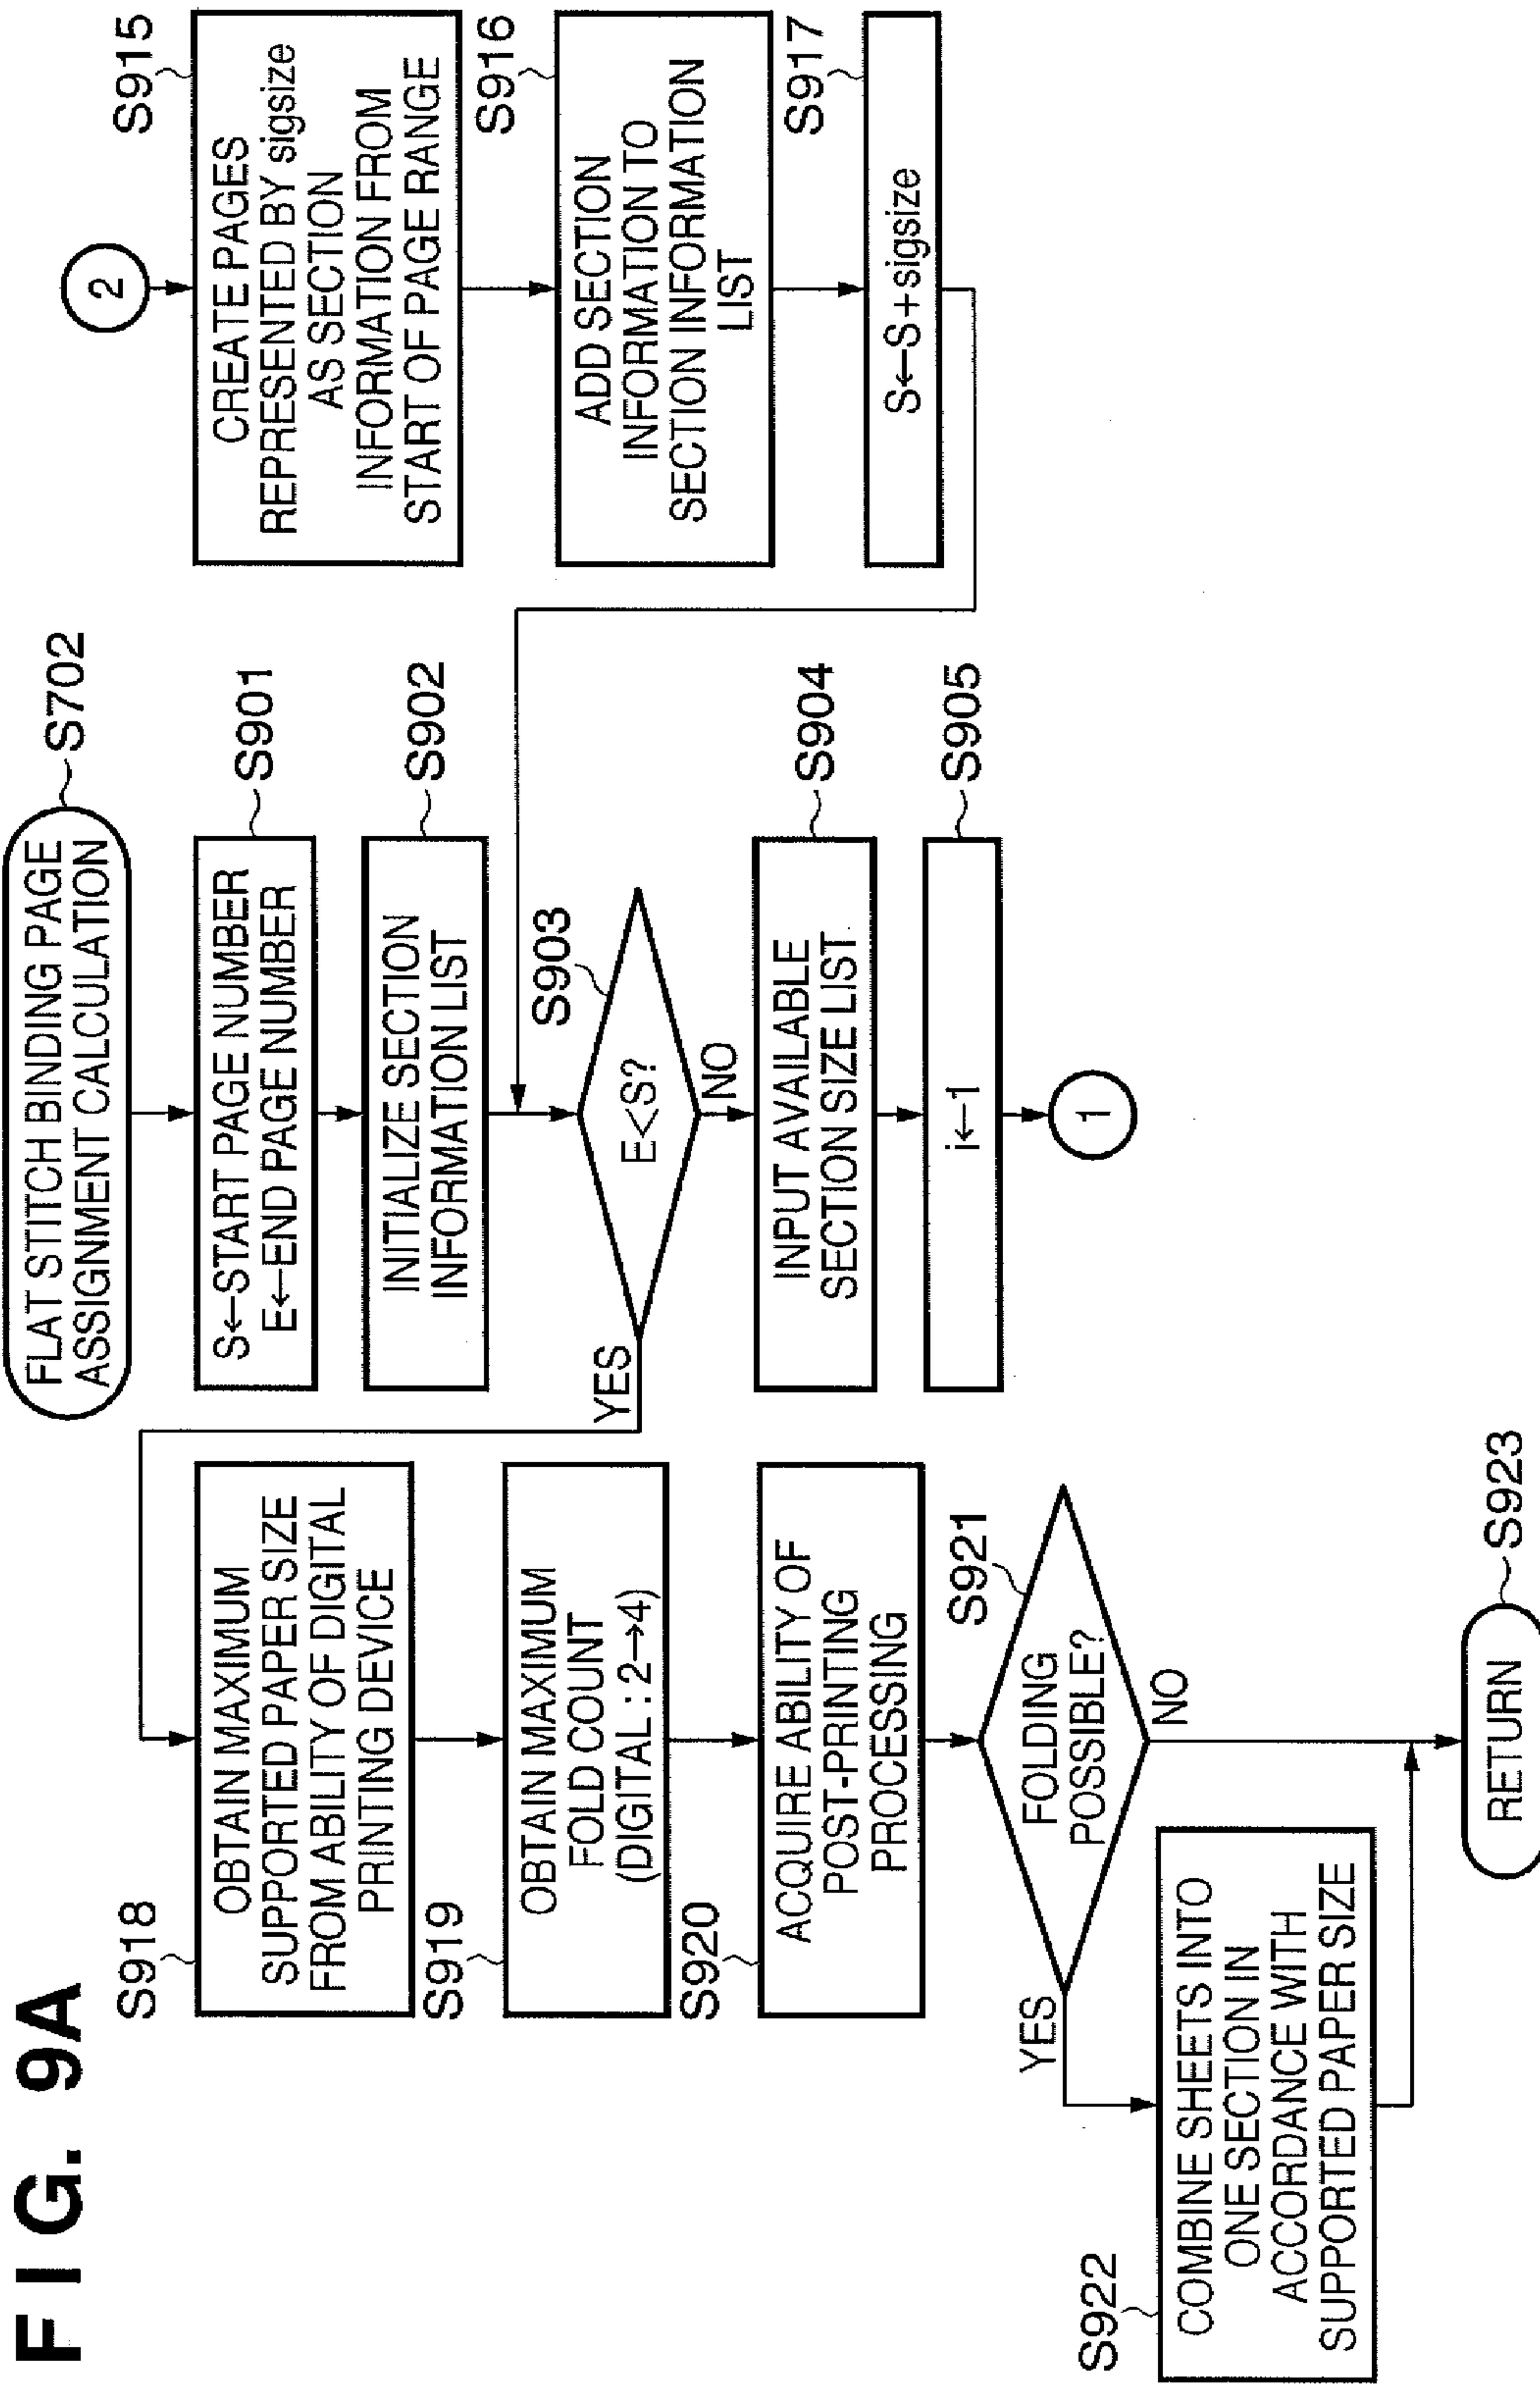 FIG. 9A
FLAT STITCH BINDING PAGE
ASSIGNMENT CALCULATION
S702
S←START PAGE NUMBER
E←END PAGE NUMBER
S901
INITIALIZE SECTION
INFORMATION LIST
S902
S903
E<S?
YES
NO
INPUT AVAILABLE
SECTION SIZE LIST
S904
i←1
S905
1
2
S915
CREATE PAGES
REPRESENTED BY sigsize
AS SECTION
INFORMATION FROM
START OF PAGE RANGE
S916
ADD SECTION
INFORMATION TO
SECTION INFORMATION
LIST
S917
S←S+sigsize
S918
OBTAIN MAXIMUM
SUPPORTED PAPER SIZE
FROM ABILITY OF DIGITAL
PRINTING DEVICE
S919
OBTAIN MAXIMUM
FOLD COUNT
(DIGITAL : 2→4)
S920
ACQUIRE ABILITY OF
POST-PRINTING
PROCESSING
S921
FOLDING
POSSIBLE?
YES
NO
S922
COMBINE SHEETS INTO
ONE SECTION IN
ACCORDANCE WITH
SUPPORTED PAPER SIZE
RETURN
S923